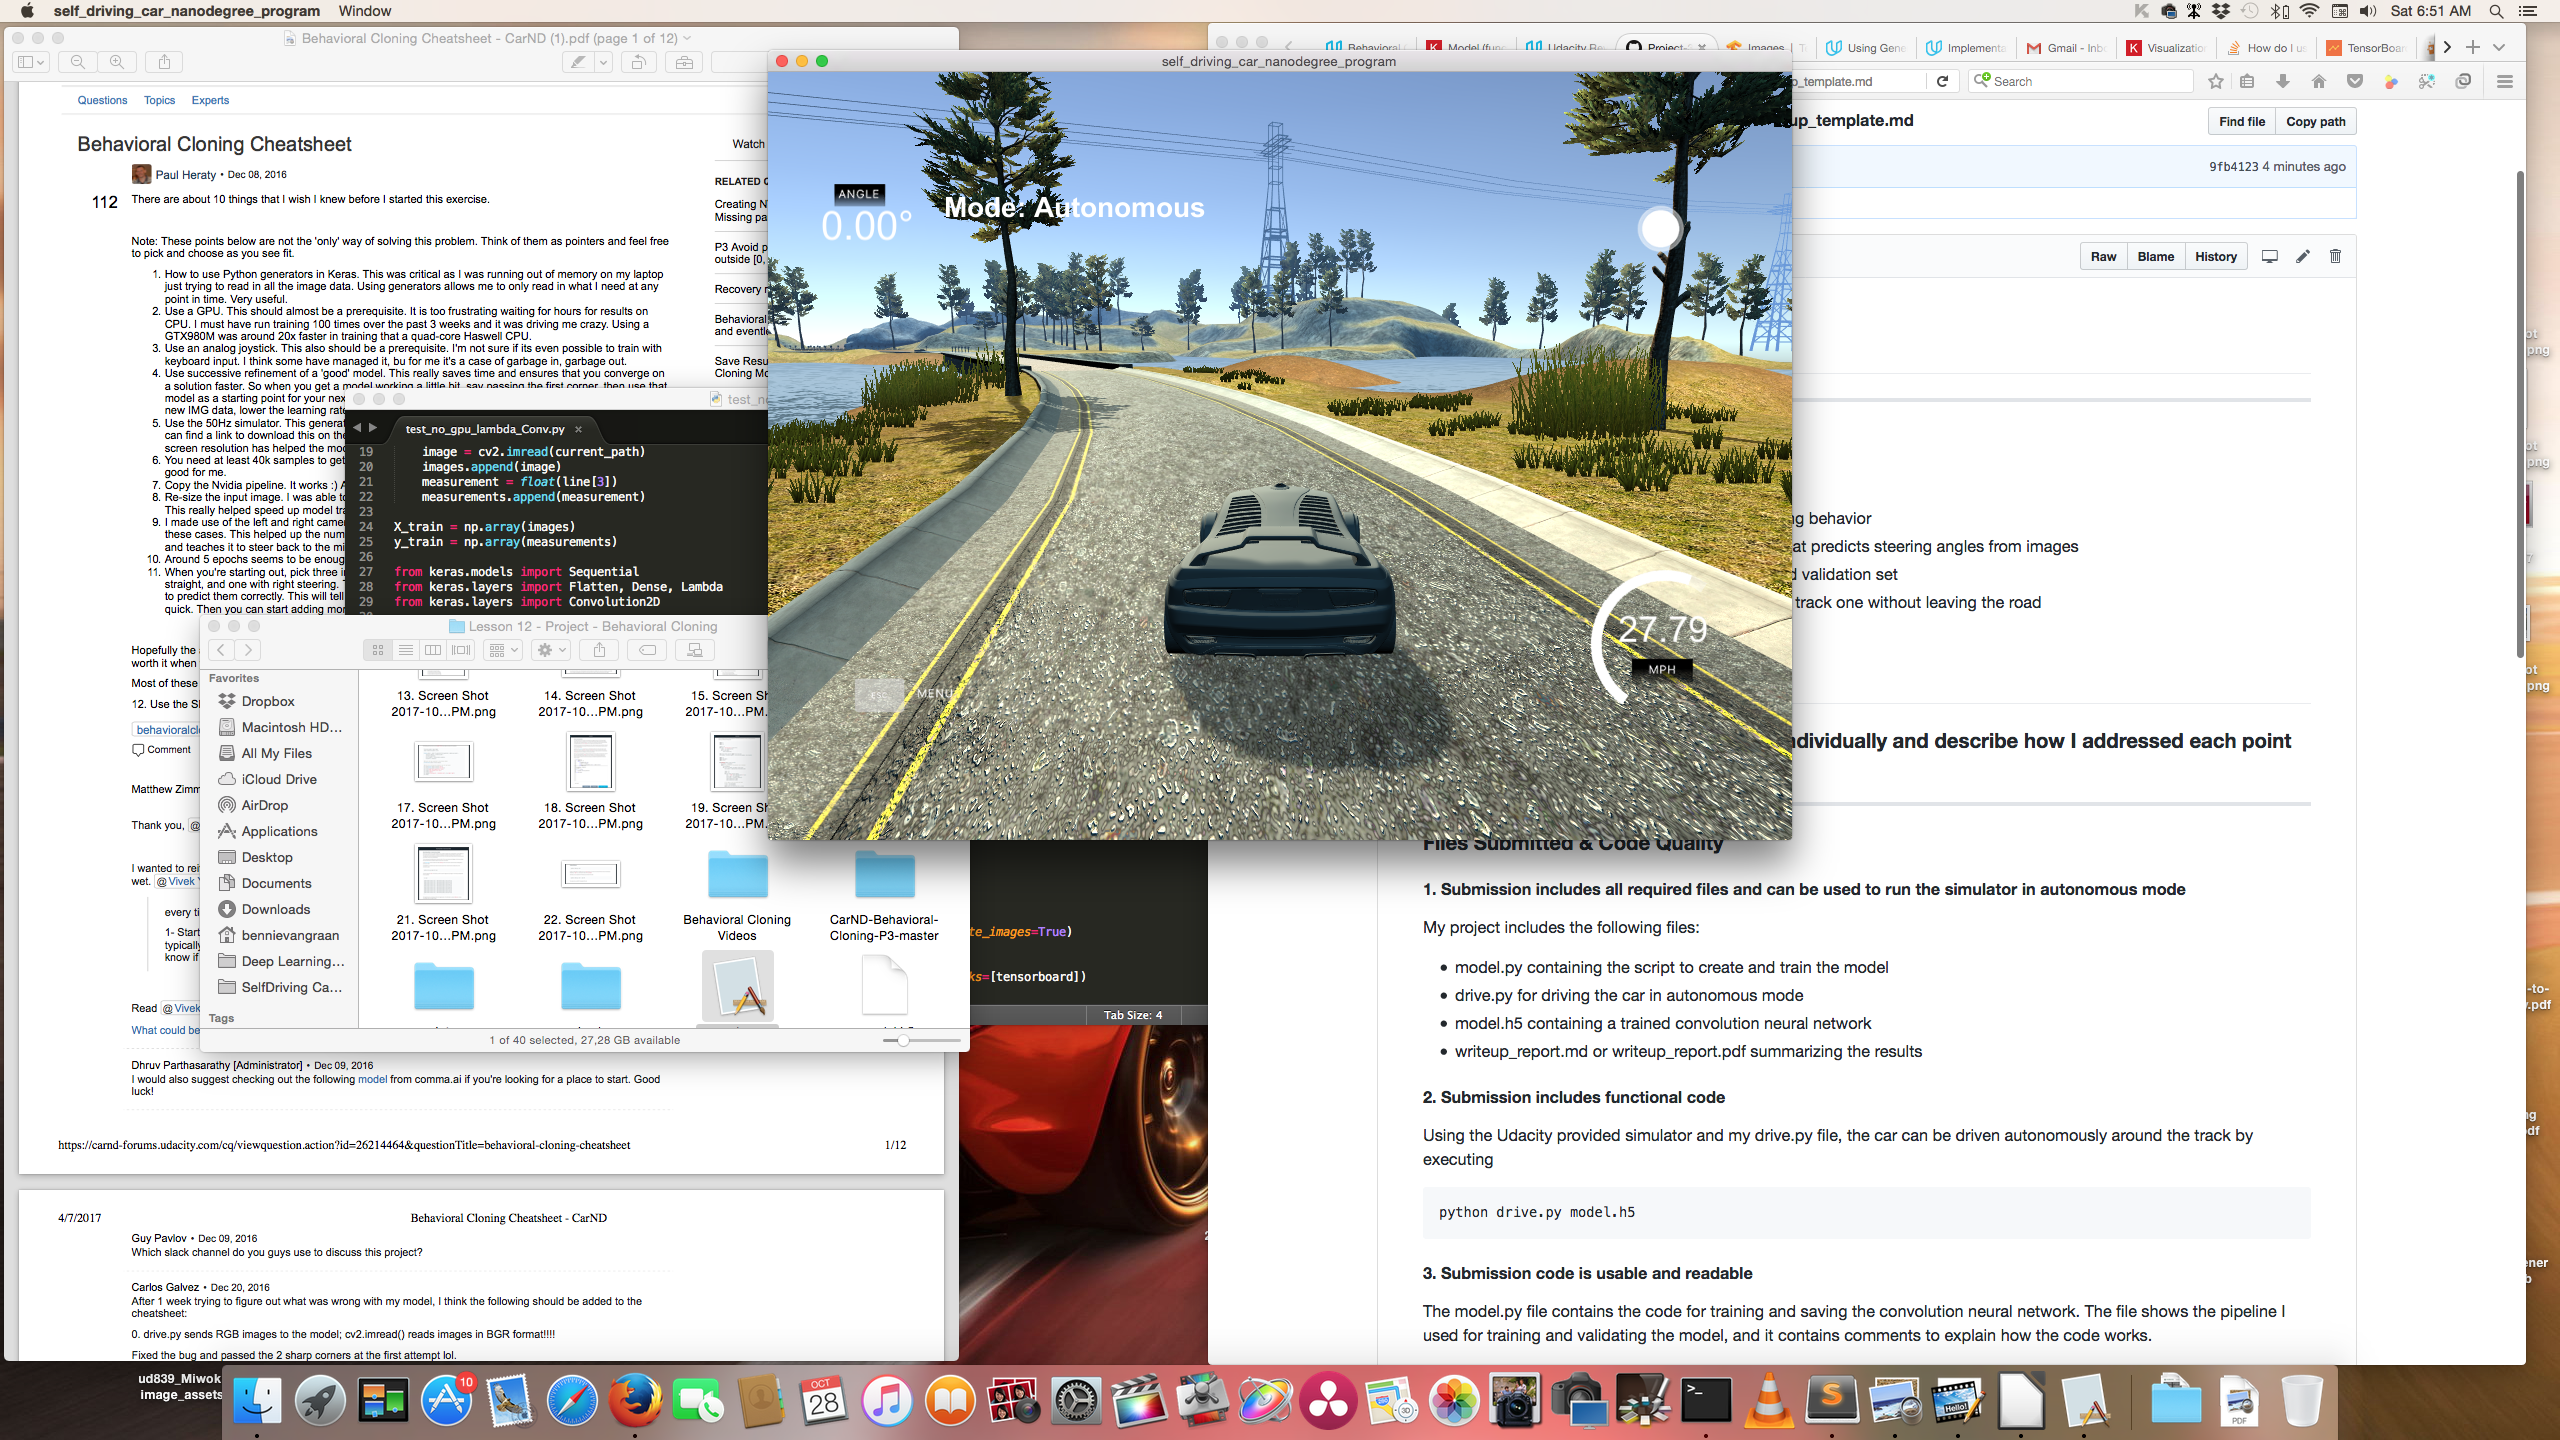 self_driving_car_nanodegree_program Window
Sat 6:51 AM
Behavioral Cloning Cheatsheet - CarND (1).pdf (page 1 of 12)
Questions Topics Experts
Behavioral Cloning Cheatsheet
Watch
Paul Heraty • Dec 08, 2016
112
There are about 10 things that I wish I knew before I started this exercise.
RELATED
Creating N
Missing pa
P3 Avoid p
outside [0,
Recovery
Behavioral
Save Resu
Cloning Mo
Note: These points below are not the 'only' way of solving this problem. Think of them as pointers and feel free
to pick and choose as you see fit.
1. How to use Python generators in Keras. This was critical as I was running out of memory on my laptop
just trying to read in all the image data. Using generators allows me to only read in what I need at any
point in time. Very useful.
2. Use a GPU. This should almost be a prerequisite. It is too frustrating waiting for hours for results on
CPU. I must have run training 100 times over the past 3 weeks and it was driving me crazy. Using a
GTX980M was around 20x faster in training that a quad-core Haswell CPU.
3. Use an analog joystick. This also should be a prerequisite. I'm not sure if its even possible to train with
keyboard input. I think some have managed it, bu for me it's a case of garbage in, garbage out.
4. Use successive refinement of a 'good' model. This really saves time and ensures that you converge on
a solution faster. So when you get a model working a little bit, say passing the first corner, then use that
model as a starting point for your nex
new IMG data, lower the learning rate
5. Use the 50Hz simulator. This generat
can find a link to download this on the
screen resolution has helped the mod
6. You need at least 40k samples to get
good for me.
7. Copy the Nvidia pipeline. It works :) A
8. Re-size the input image. I was able to
This really helped speed up model tra
9. I made use of the left and right camer
these cases. This helped up the num
and teaches it to steer back to the mi
10. Around 5 epochs seems to be enoug
11. When you're starting out, pick three i
straight, and one with right steering.
to predict them correctly. This will tell
quick. Then you can start adding mor
Hopefully the
worth it when
Most of these
12. Use the S
behavioralcl
Comment
Matthew Zimm
Thank you, @
I wanted to rei
wet. @Vivek
every ti
1- Start
typically
know if
Read @Vivek
What could be
Dhruv Parthasarathy [Administrator] • Dec 09, 2016
I would also suggest checking out the following model from comma.ai if you're looking for a place to start. Good
luck!
https://carnd-forums.udacity.com/cq/viewquestion.action?id=26214464&questionTitle=behavioral-cloning-cheatsheet 1/12
4/7/2017 Behavioral Cloning Cheatsheet - CarND
Guy Pavlov • Dec 09, 2016
Which slack channel do you guys use to discuss this project?
Carlos Galvez • Dec 20, 2016
After 1 week trying to figure out what was wrong with my model, I think the following should be added to the
cheatsheet:
0. drive.py sends RGB images to the model; cv2.imread() reads images in BGR format!!!!
Fixed the bug and passed the 2 sharp corners at the first attempt lol.
test_no_gpu_lambda_Conv.py
19 image = cv2.imread(current_path)
20 images.append(image)
21 measurement = float(line[3])
22 measurements.append(measurement)
23
24 X_train = np.array(images)
25 y_train = np.array(measurements)
26
27 from keras.models import Sequential
28 from keras.layers import Flatten, Dense, Lambda
29 from keras.layers import Convolution2D
te_images=True)
ks=[tensorboard])
Tab Size: 4
Lesson 12 - Project - Behavioral Cloning
Favorites
Dropbox
Macintosh HD...
All My Files
iCloud Drive
AirDrop
Applications
Desktop
Documents
Downloads
bennievangraan
Deep Learning...
SelfDriving Ca...
Tags
13. Screen Shot 2017-10...PM.png
14. Screen Shot 2017-10...PM.png
15. Screen Sh 2017-10...PM.
17. Screen Shot 2017-10...PM.png
18. Screen Shot 2017-10...PM.png
19. Screen Sh 2017-10...PM.
21. Screen Shot 2017-10...PM.png
22. Screen Shot 2017-10...PM.png
Behavioral Cloning Videos
CarND-Behavioral-Cloning-P3-master
1 of 40 selected, 27,28 GB available
self_driving_car_nanodegree_program
ANGLE
0.00°
Mode: Autonomous
27.79
MPH
ESC MENU
Behavioral Model (fun Udacity Re Project- Images Using Gene Implementa Gmail - Inb Visualizatio How do I us TensorBoar
p_template.md
Search
up_template.md
Find file Copy path
9fb4123 4 minutes ago
Raw Blame History
ng behavior
at predicts steering angles from images
d validation set
track one without leaving the road
ndividually and describe how I addressed each point
Files Submitted & Code Quality
1. Submission includes all required files and can be used to run the simulator in autonomous mode
My project includes the following files:
• model.py containing the script to create and train the model
• drive.py for driving the car in autonomous mode
• model.h5 containing a trained convolution neural network
• writeup_report.md or writeup_report.pdf summarizing the results
2. Submission includes functional code
Using the Udacity provided simulator and my drive.py file, the car can be driven autonomously around the track by
executing
python drive.py model.h5
3. Submission code is usable and readable
The model.py file contains the code for training and saving the convolution neural network. The file shows the pipeline I
used for training and validating the model, and it contains comments to explain how the code works.
ud839_Miwok
image_assets
10
OCT
28
Hello!
PDF